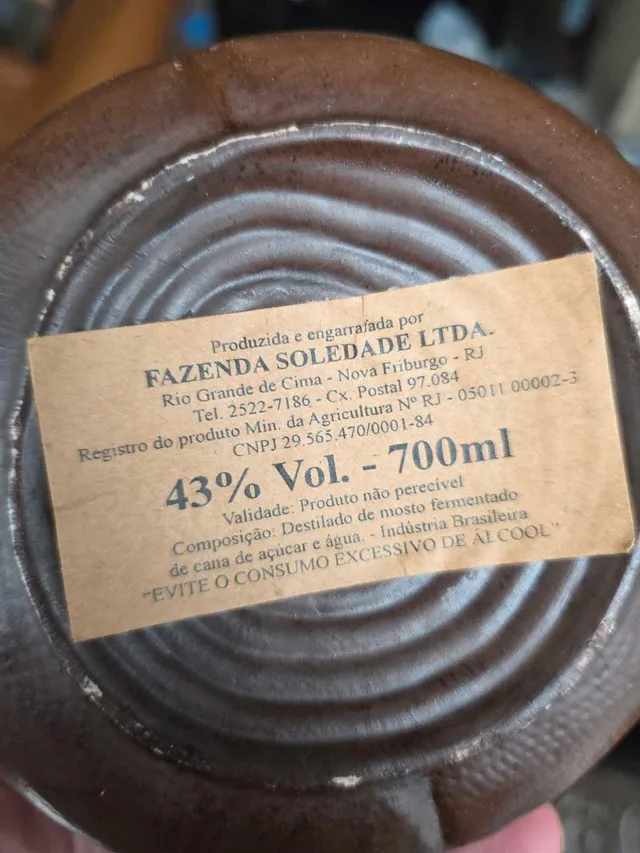 Produzida e engarrafada por
FAZENDA SOLEDADE LTDA.
Rio Grande de Cima - Nova Friburgo - RJ
Tel. 2522-7186 - Cx. Postal 97.084
Registro do produto Min. da Agricultura Nº RJ - 05011 00002-3
CNPJ 29.565.470/0001-84
43% Vol. - 700ml
Validade: Produto não perecível
Composição: Destilado de mosto fermentado
de cana de açúcar e água. - Indústria Brasileira
"EVITE O CONSUMO EXCESSIVO DE ÁLCOOL"